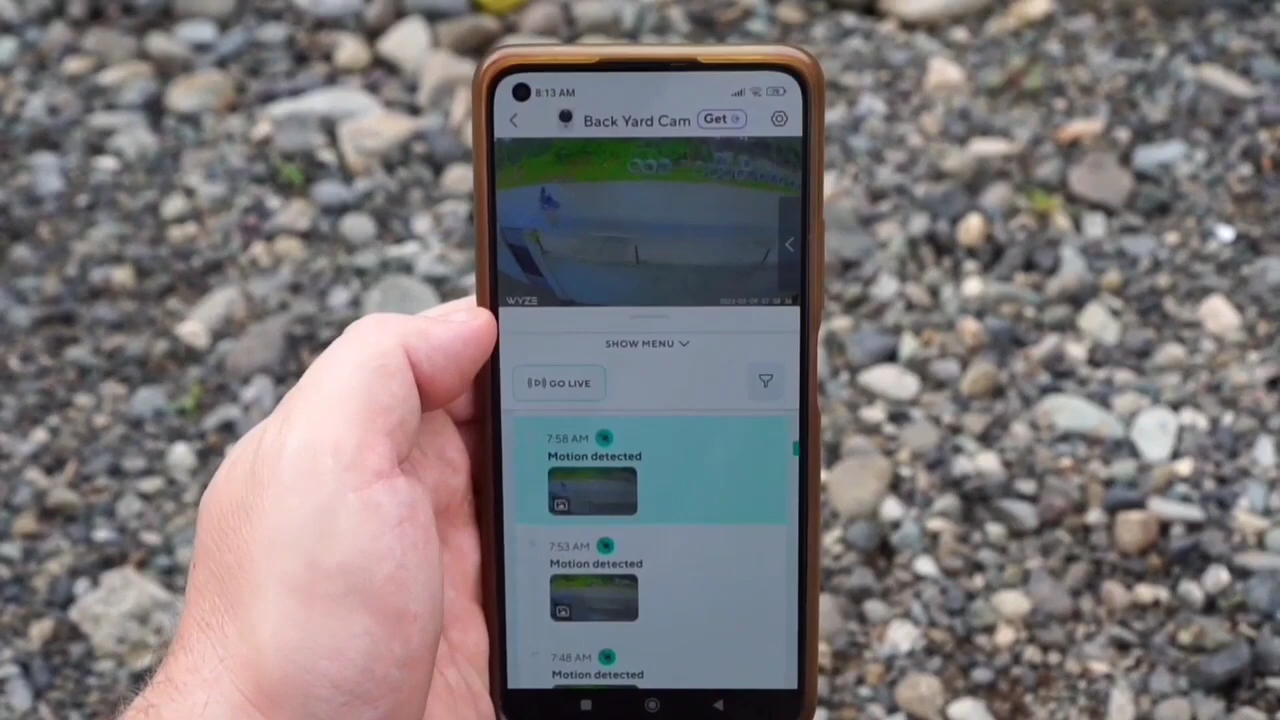 8:13 AM
Back Yard Cam Get
WYZE
SHOW MENU
GO LIVE
7:58 AM
Motion detected
7:53 AM
Motion detected
7:48 AM
Motion detected